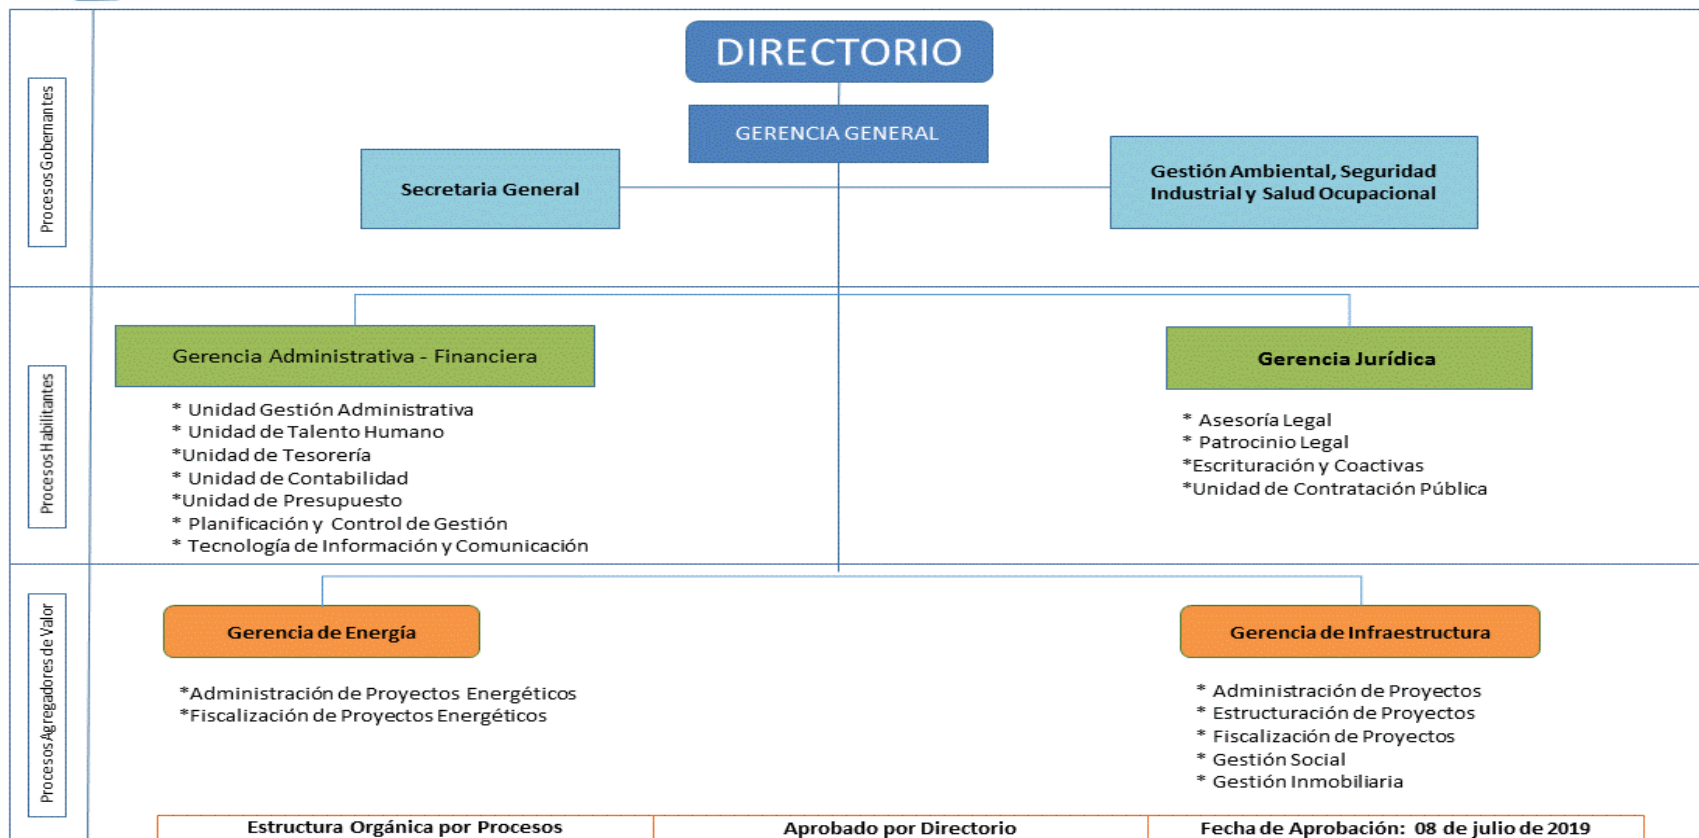 Procesos Gobernantes
DIRECTORIO
GERENCIA GENERAL
Secretaria General
Gestión Ambiental, Seguridad
Industrial y Salud Ocupacional
Procesos Habilitantes
Gerencia Administrativa - Financiera
* Unidad Gestión Administrativa
* Unidad de Talento Humano
*Unidad de Tesorería
* Unidad de Contabilidad
*Unidad de Presupuesto
* Planificación y Control de Gestión
* Tecnología de Información y Comunicación
Gerencia Jurídica
* Asesoría Legal
* Patrocinio Legal
*Escrituración y Coactivas
*Unidad de Contratación Pública
Procesos Agregadores de Valor
Gerencia de Energía
*Administración de Proyectos Energéticos
*Fiscalización de Proyectos Energéticos
Gerencia de Infraestructura
* Administración de Proyectos
* Estructuración de Proyectos
* Fiscalización de Proyectos
* Gestión Social
* Gestión Inmobiliaria
Estructura Orgánica por Procesos
Aprobado por Directorio
Fecha de Aprobación: 08 de julio de 2019